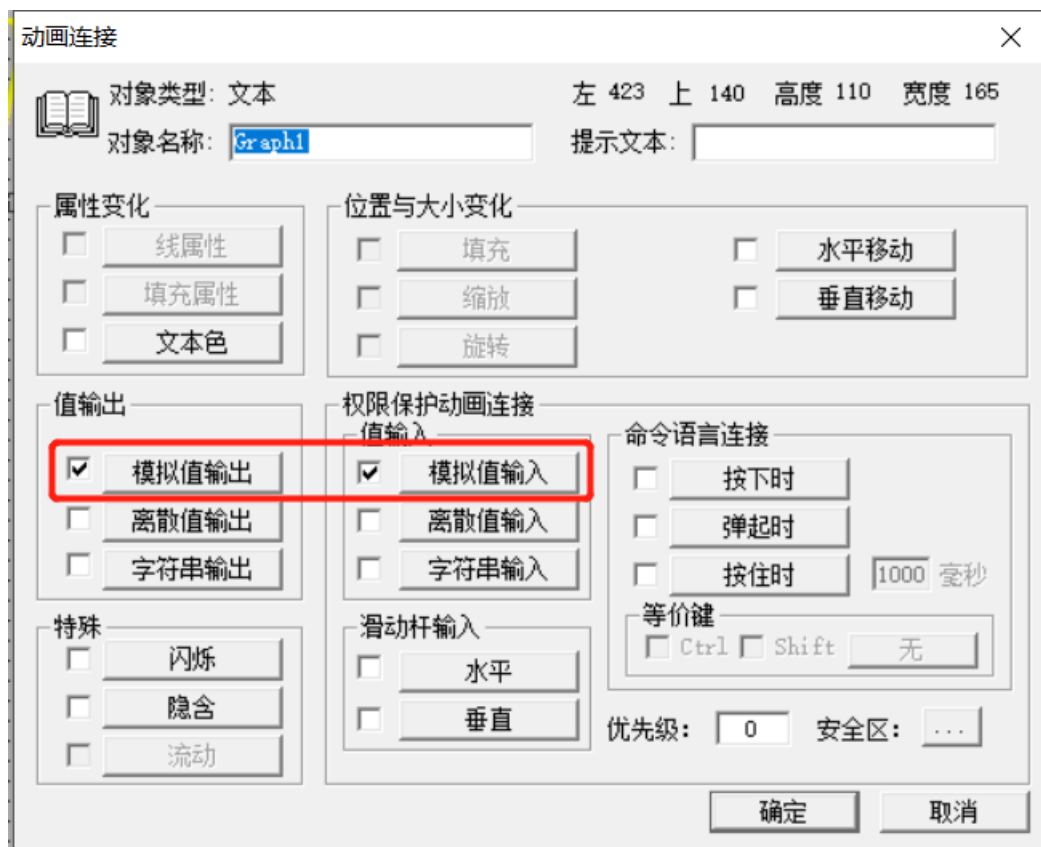 动画连接
对象类型: 文本 左 423 上 140 高度 110 宽度 165
对象名称: Graph1 提示文本:
属性变化 位置与大小变化
线属性 填充 水平移动
填充属性 缩放 垂直移动
文本色 旋转
值输出 权限保护动画连接
值输入 命令语言连接
模拟值输出 模拟值输入 按下时
离散值输出 离散值输入 弹起时
字符串输出 字符串输入 按住时 1000 毫秒
特殊 滑动杆输入 等价键
闪烁 水平 Ctrl Shift 无
隐含 垂直 优先级: 0 安全区: ...
流动
确定 取消